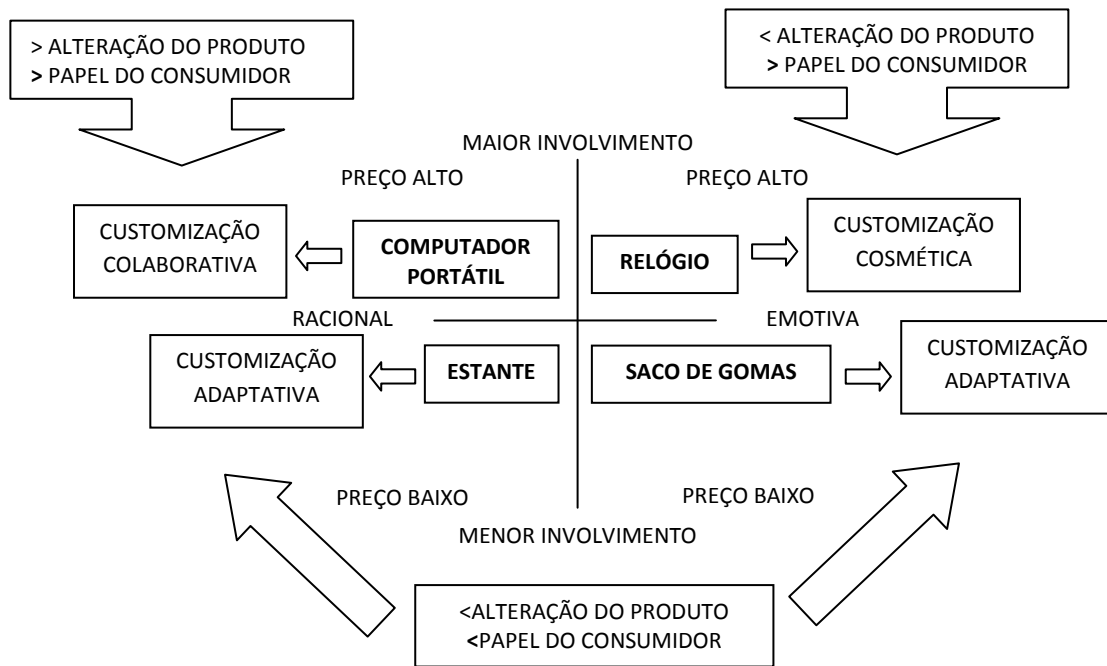 > ALTERAÇÃO DO PRODUTO
> PAPEL DO CONSUMIDOR
< ALTERAÇÃO DO PRODUTO
> PAPEL DO CONSUMIDOR
MAIOR INVOLVIMENTO
PREÇO ALTO
PREÇO ALTO
CUSTOMIZAÇÃO
COLABORATIVA
COMPUTADOR
PORTÁTIL
RELÓGIO
CUSTOMIZAÇÃO
COSMÉTICA
RACIONAL
EMOTIVA
CUSTOMIZAÇÃO
ADAPTATIVA
ESTANTE
SACO DE GOMAS
CUSTOMIZAÇÃO
ADAPTATIVA
PREÇO BAIXO
PREÇO BAIXO
MENOR INVOLVIMENTO
<ALTERAÇÃO DO PRODUTO
<PAPEL DO CONSUMIDOR